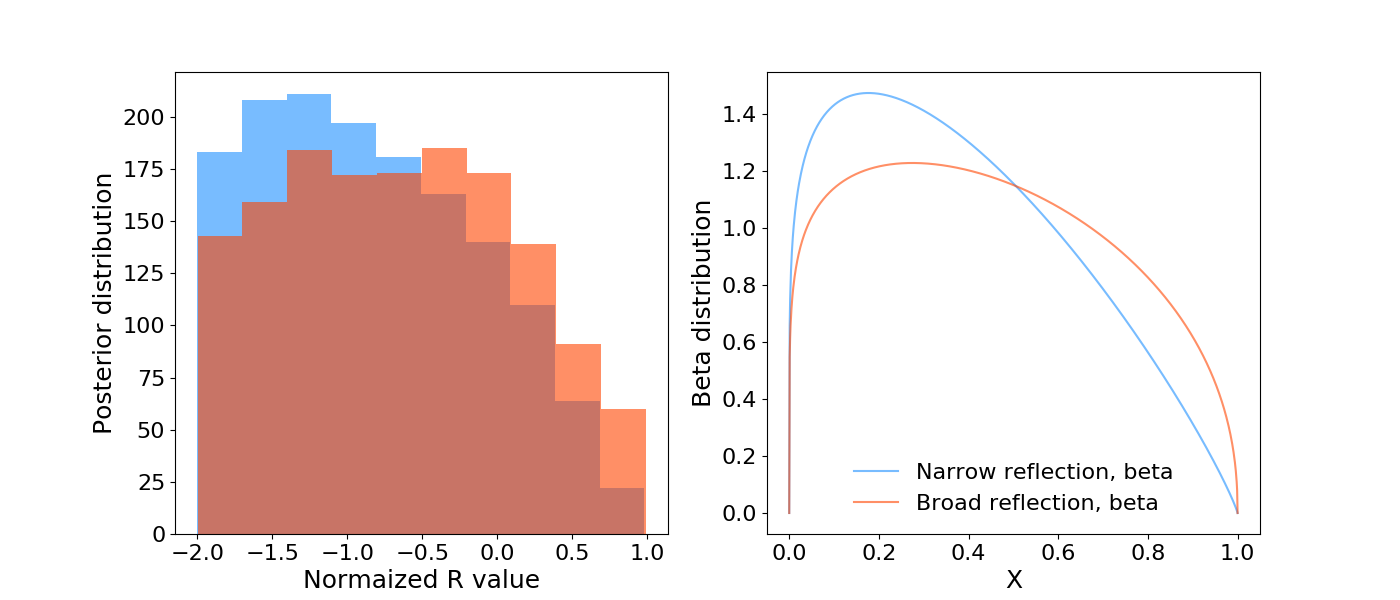 Posterior distribution
200
175
150
125
100
75
50
25
0
−2.0 −1.5 −1.0 −0.5 0.0 0.5 1.0
Normaized R value
Beta distribution
1.4
1.2
1.0
0.8
0.6
0.4
0.2
0.0
Narrow reflection, beta
Broad reflection, beta
0.0 0.2 0.4 0.6 0.8 1.0
X